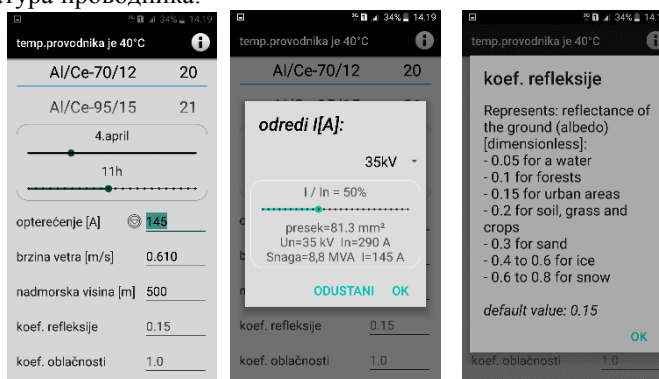 атура проводника.
34% 14.19
temp.provodnika je 40°C
Al/Ce-70/12 20
Al/Ce-95/15 21
4.april
11h
opterećenje [A] 145
brzina vetra [m/s] 0.610
nadmorska visina [m] 500
koef. refleksije 0.15
koef. oblačnosti 1.0
34% 14.19
temp.provodnika je 40°C
Al/Ce-70/12 20
odredi I[A]:
35kV
I / In = 50%
presek=81.3 mm²
Un=35 kV In=290 A
Snaga=8,8 MVA I=145 A
ODUSTANI OK
koef. refleksije 0.15
koef. oblačnosti 1.0
34% 14.1
temp.provodnika je 40°C
koef. refleksije
Represents: reflectance of
the ground (albedo)
[dimensionless]:
- 0.05 for a water
- 0.1 for forests
- 0.15 for urban areas
- 0.2 for soil, grass and
crops
- 0.3 for sand
- 0.4 to 0.6 for ice
- 0.6 to 0.8 for snow
default value: 0.15
OK
koef. oblačnosti 1.0